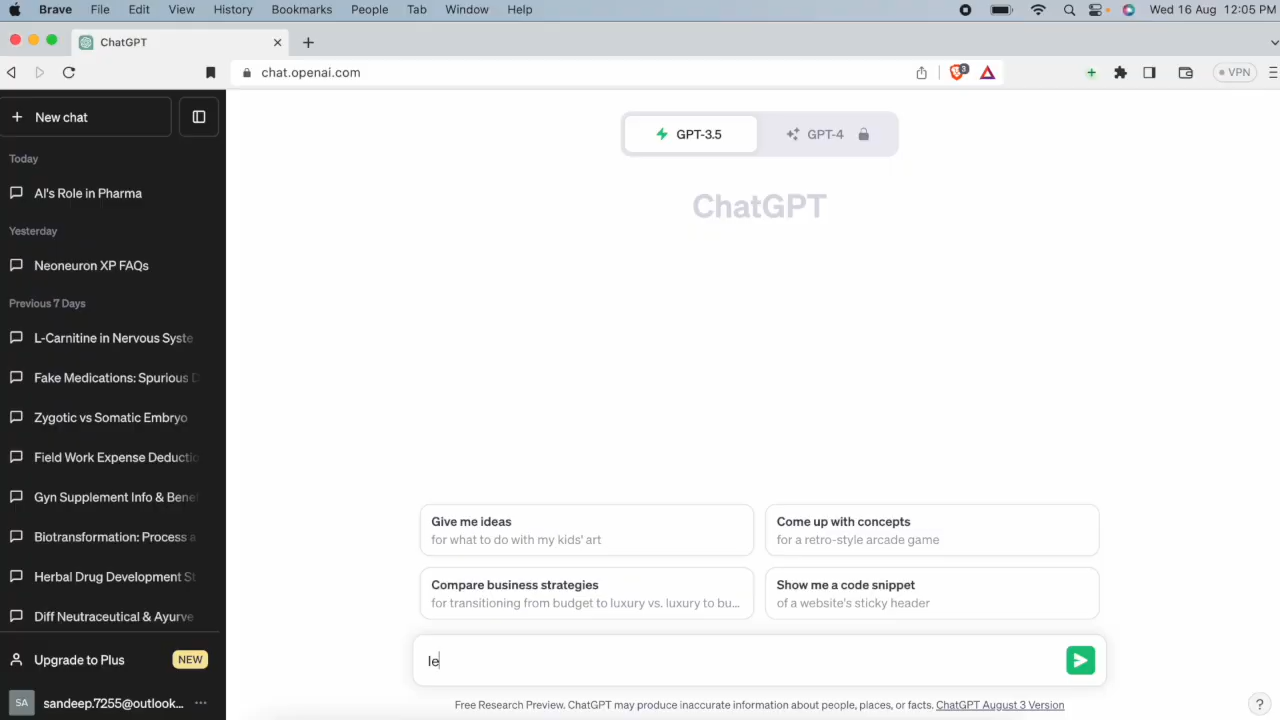 Brave File Edit View History Bookmarks People Tab Window Help Wed 16 Aug 12:05 PM
ChatGPT
chat.openai.com 3 VPN
New chat
Today
AI's Role in Pharma
Yesterday
Neoneuron XP FAQs
Previous 7 Days
L-Carnitine in Nervous Syste
Fake Medications: Spurious D
Zygotic vs Somatic Embryo
Field Work Expense Deductio
Gyn Supplement Info & Benef
Biotransformation: Process a
Herbal Drug Development St
Diff Neutraceutical & Ayurve
Upgrade to Plus NEW
SA sandeep.7255@outlook...
GPT-3.5 GPT-4
ChatGPT
Give me ideas
for what to do with my kids' art
Come up with concepts
for a retro-style arcade game
Compare business strategies
for transitioning from budget to luxury vs. luxury to bu...
Show me a code snippet
of a website's sticky header
le
Free Research Preview. ChatGPT may produce inaccurate information about people, places, or facts. ChatGPT August 3 Version
?